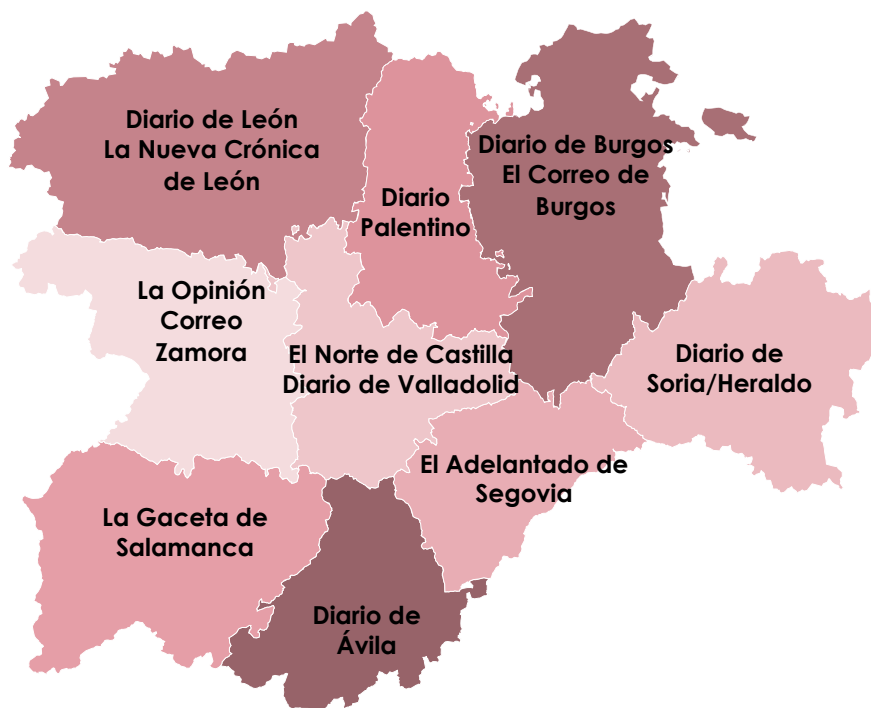 Diario de León
La Nueva Crónica
de León
Diario
Palentino
Diario de Burgos
El Correo de
Burgos
La Opinión
Correo
Zamora
El Norte de Castilla
Diario de Valladolid
Diario de
Soria/Heraldo
El Adelantado de
Segovia
La Gaceta de
Salamanca
Diario de
Ávila